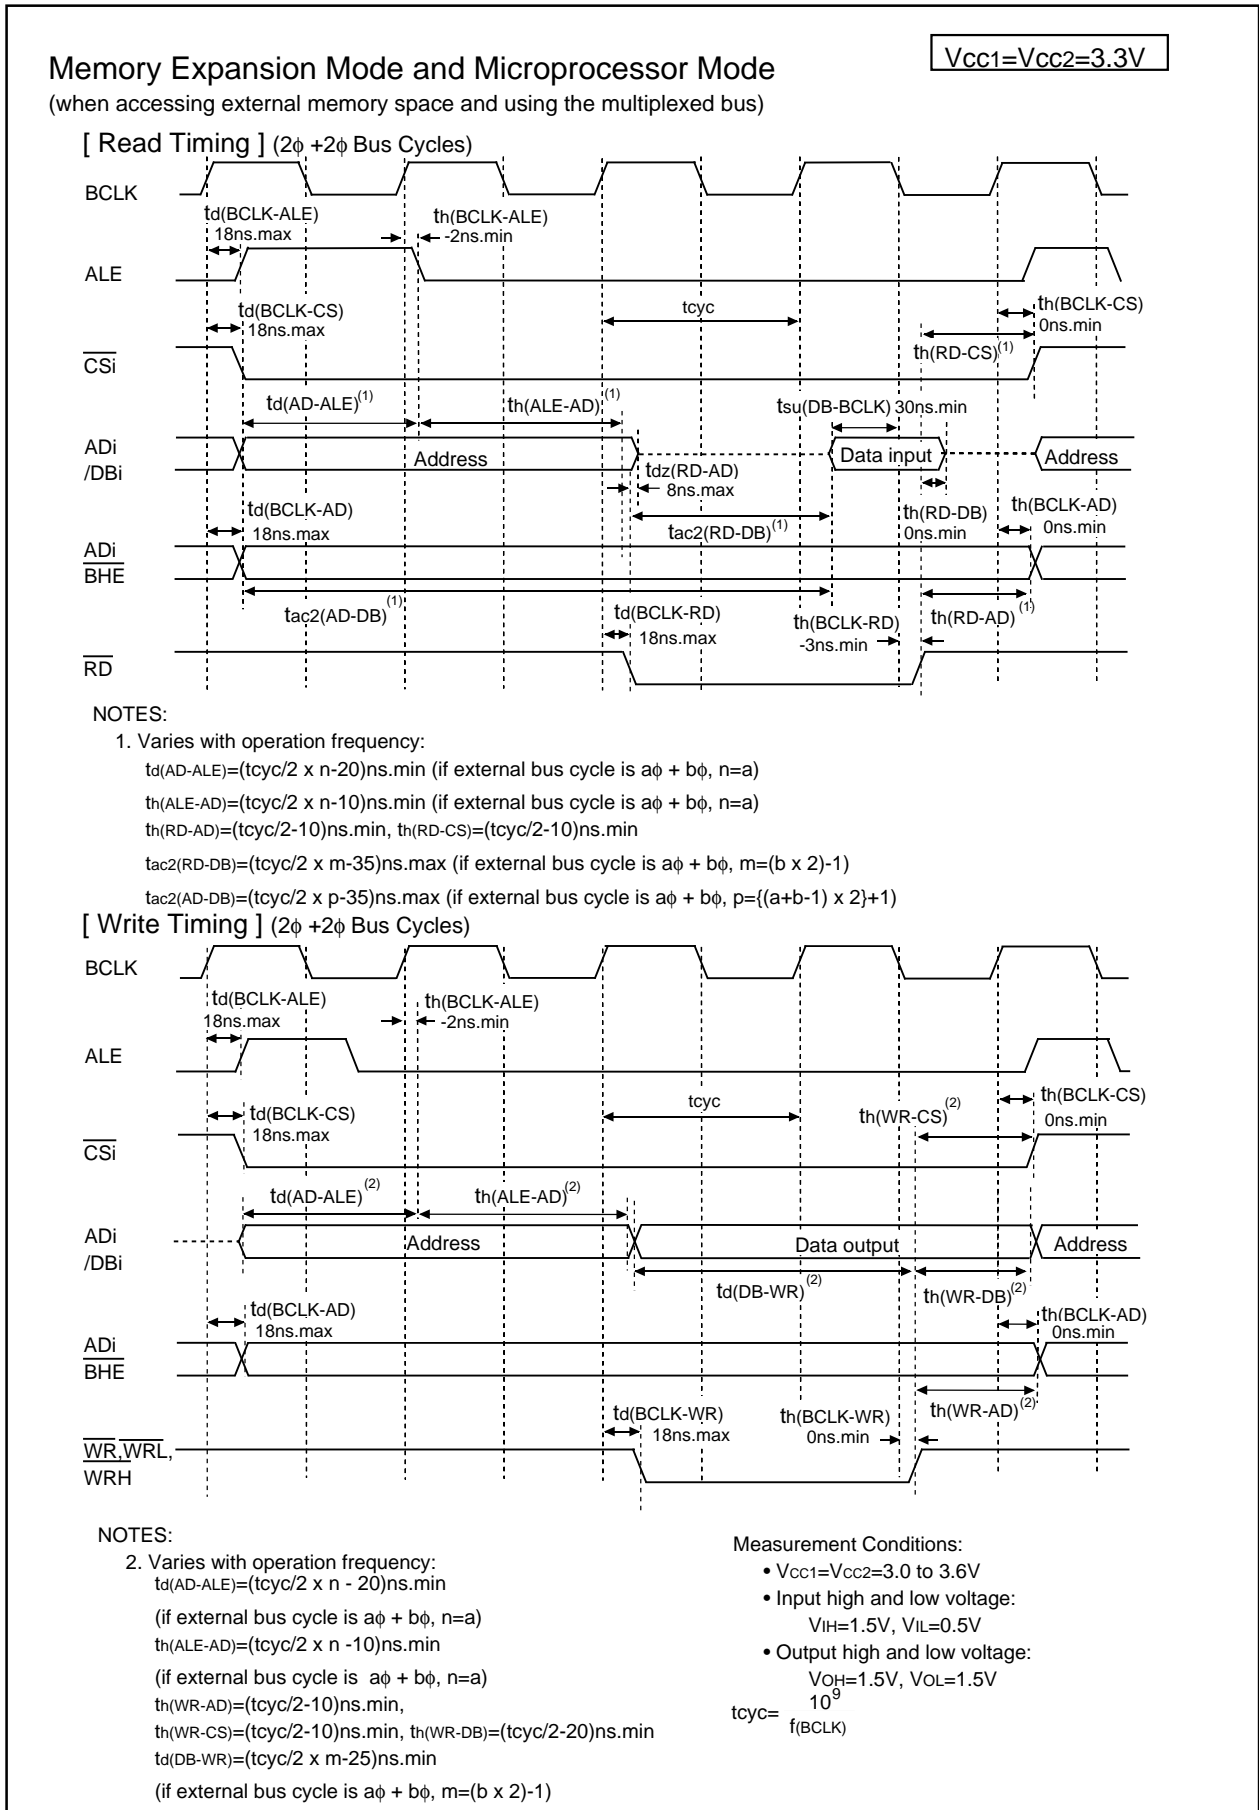 Vcc1=Vcc2=3.3V
Memory Expansion Mode and Microprocessor Mode
(when accessing external memory space and using the multiplexed bus)
[ Read Timing ] (2ϕ +2ϕ Bus Cycles)
BCLK
td(BCLK-ALE)
18ns.max
th(BCLK-ALE)
-2ns.min
ALE
td(BCLK-CS)
18ns.max
tcyc
th(BCLK-CS)
0ns.min
th(RD-CS)(1)
CSi
td(AD-ALE)(1)
th(ALE-AD)(1)
tsu(DB-BCLK) 30ns.min
ADi
/DBi
Address
Data input
Address
tdz(RD-AD)
8ns.max
td(BCLK-AD)
18ns.max
tac2(RD-DB)(1)
th(RD-DB)
0ns.min
th(BCLK-AD)
0ns.min
ADi
BHE
tac2(AD-DB)(1)
td(BCLK-RD)
18ns.max
th(BCLK-RD)
-3ns.min
th(RD-AD)(1)
RD
NOTES:
1. Varies with operation frequency:
td(AD-ALE)=(tcyc/2 x n-20)ns.min (if external bus cycle is aϕ + bϕ, n=a)
th(ALE-AD)=(tcyc/2 x n-10)ns.min (if external bus cycle is aϕ + bϕ, n=a)
th(RD-AD)=(tcyc/2-10)ns.min, th(RD-CS)=(tcyc/2-10)ns.min
tac2(RD-DB)=(tcyc/2 x m-35)ns.max (if external bus cycle is aϕ + bϕ, m=(b x 2)-1)
tac2(AD-DB)=(tcyc/2 x p-35)ns.max (if external bus cycle is aϕ + bϕ, p={(a+b-1) x 2}+1)
[ Write Timing ] (2ϕ +2ϕ Bus Cycles)
BCLK
td(BCLK-ALE)
18ns.max
th(BCLK-ALE)
-2ns.min
ALE
td(BCLK-CS)
18ns.max
tcyc
th(WR-CS)(2)
th(BCLK-CS)
0ns.min
CSi
td(AD-ALE)(2)
th(ALE-AD)(2)
ADi
/DBi
Address
Data output
Address
td(DB-WR)(2)
th(WR-DB)(2)
td(BCLK-AD)
18ns.max
th(BCLK-AD)
0ns.min
ADi
BHE
td(BCLK-WR)
18ns.max
th(BCLK-WR)
0ns.min
th(WR-AD)(2)
WR,WRL,
WRH
NOTES:
2. Varies with operation frequency:
td(AD-ALE)=(tcyc/2 x n - 20)ns.min
(if external bus cycle is aϕ + bϕ, n=a)
th(ALE-AD)=(tcyc/2 x n -10)ns.min
(if external bus cycle is aϕ + bϕ, n=a)
th(WR-AD)=(tcyc/2-10)ns.min,
th(WR-CS)=(tcyc/2-10)ns.min, th(WR-DB)=(tcyc/2-20)ns.min
td(DB-WR)=(tcyc/2 x m-25)ns.min
(if external bus cycle is aϕ + bϕ, m=(b x 2)-1)
Measurement Conditions:
• VCC1=VCC2=3.0 to 3.6V
• Input high and low voltage:
VIH=1.5V, VIL=0.5V
• Output high and low voltage:
VOH=1.5V, VOL=1.5V
tcyc= 10⁹
f(BCLK)